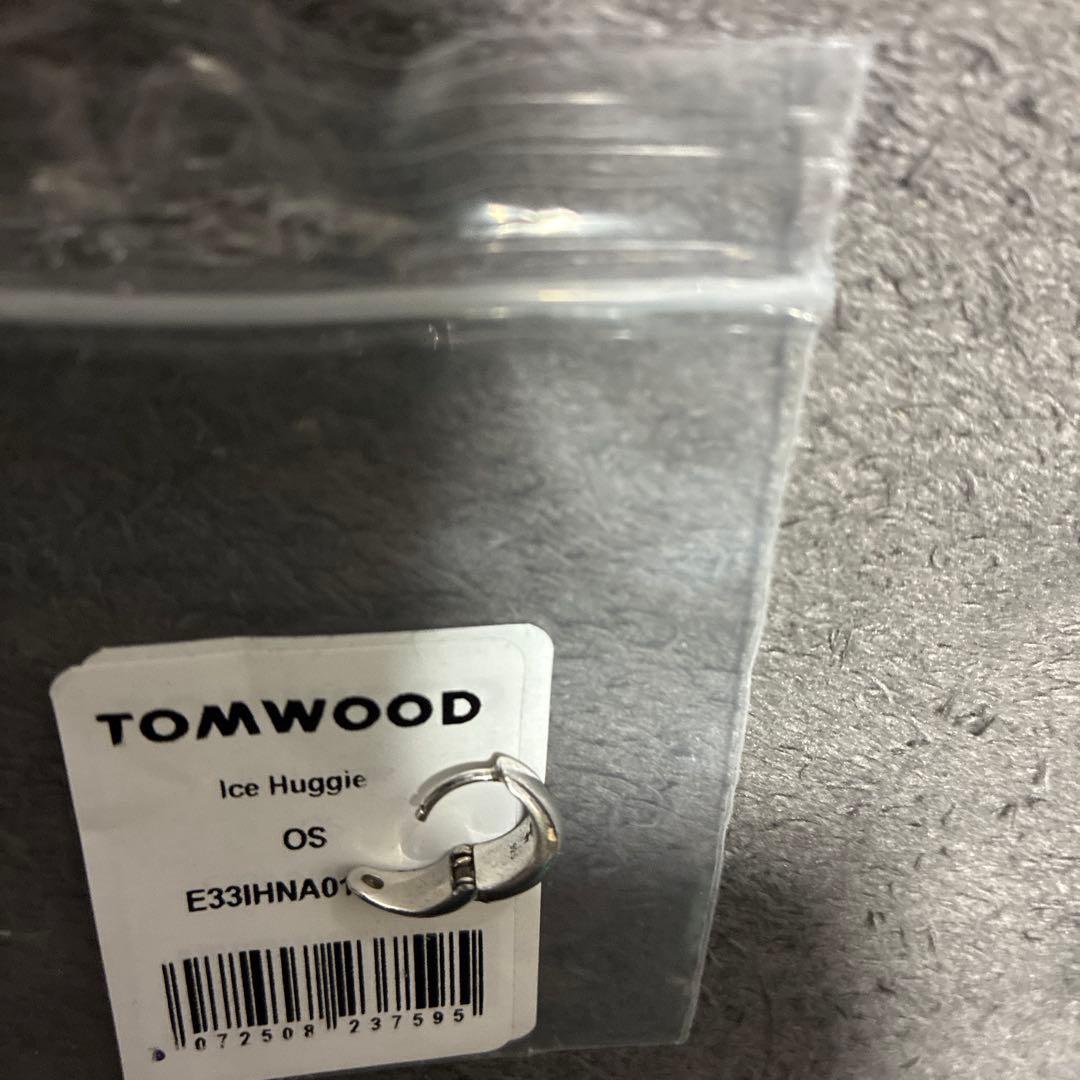 TOMWOOD
Ice Huggie
OS
E33IHNA01
072508 237595